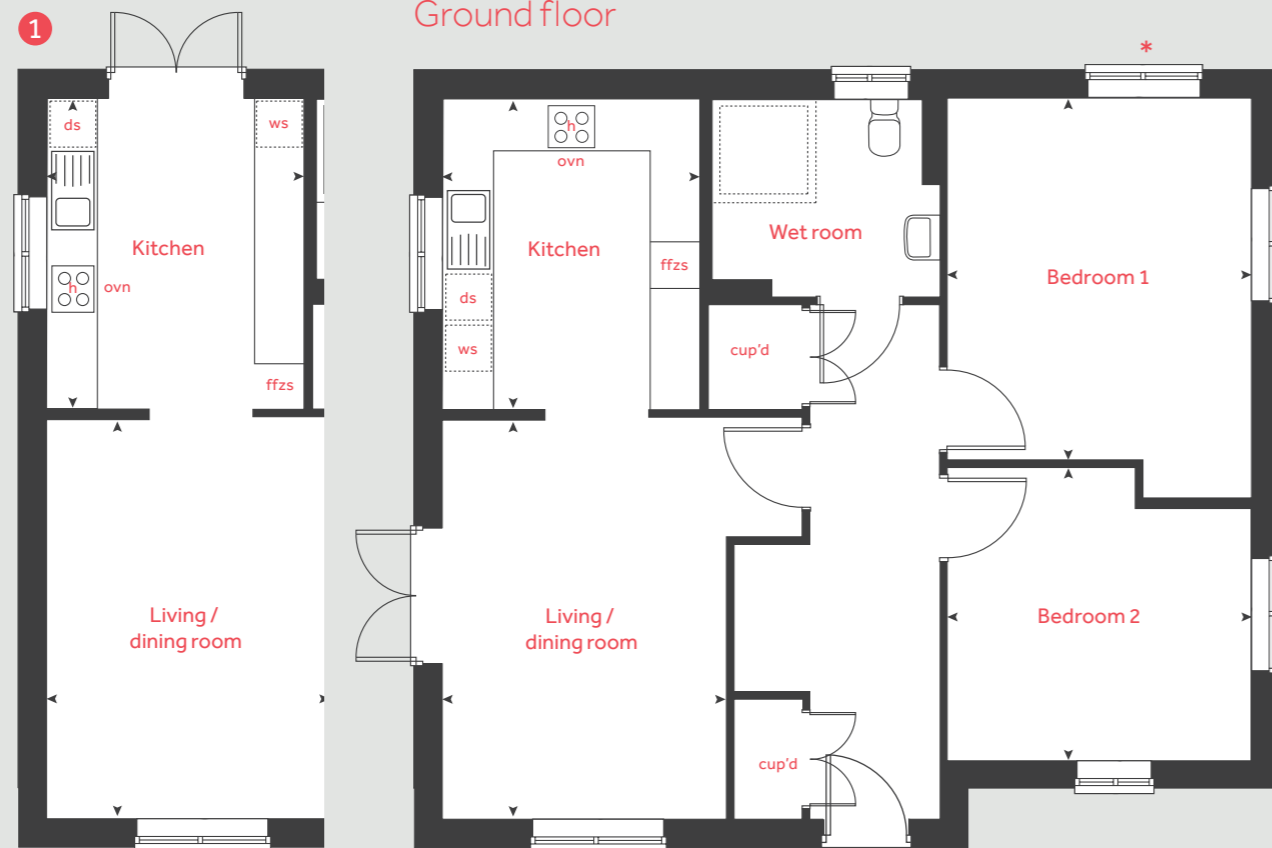 1
Ground floor
*
ds
ws
Kitchen
h
ovn
ffzs
Living /
dining room
h
ovn
Kitchen
ffzs
ds
ws
Wet room
cup'd
Bedroom 1
Living /
dining room
Bedroom 2
cup'd